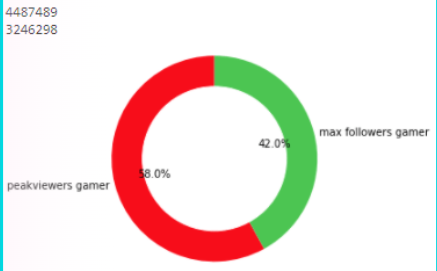 4487489
3246298
max followers gamer
42.0%
58.0%
peakviewers gamer